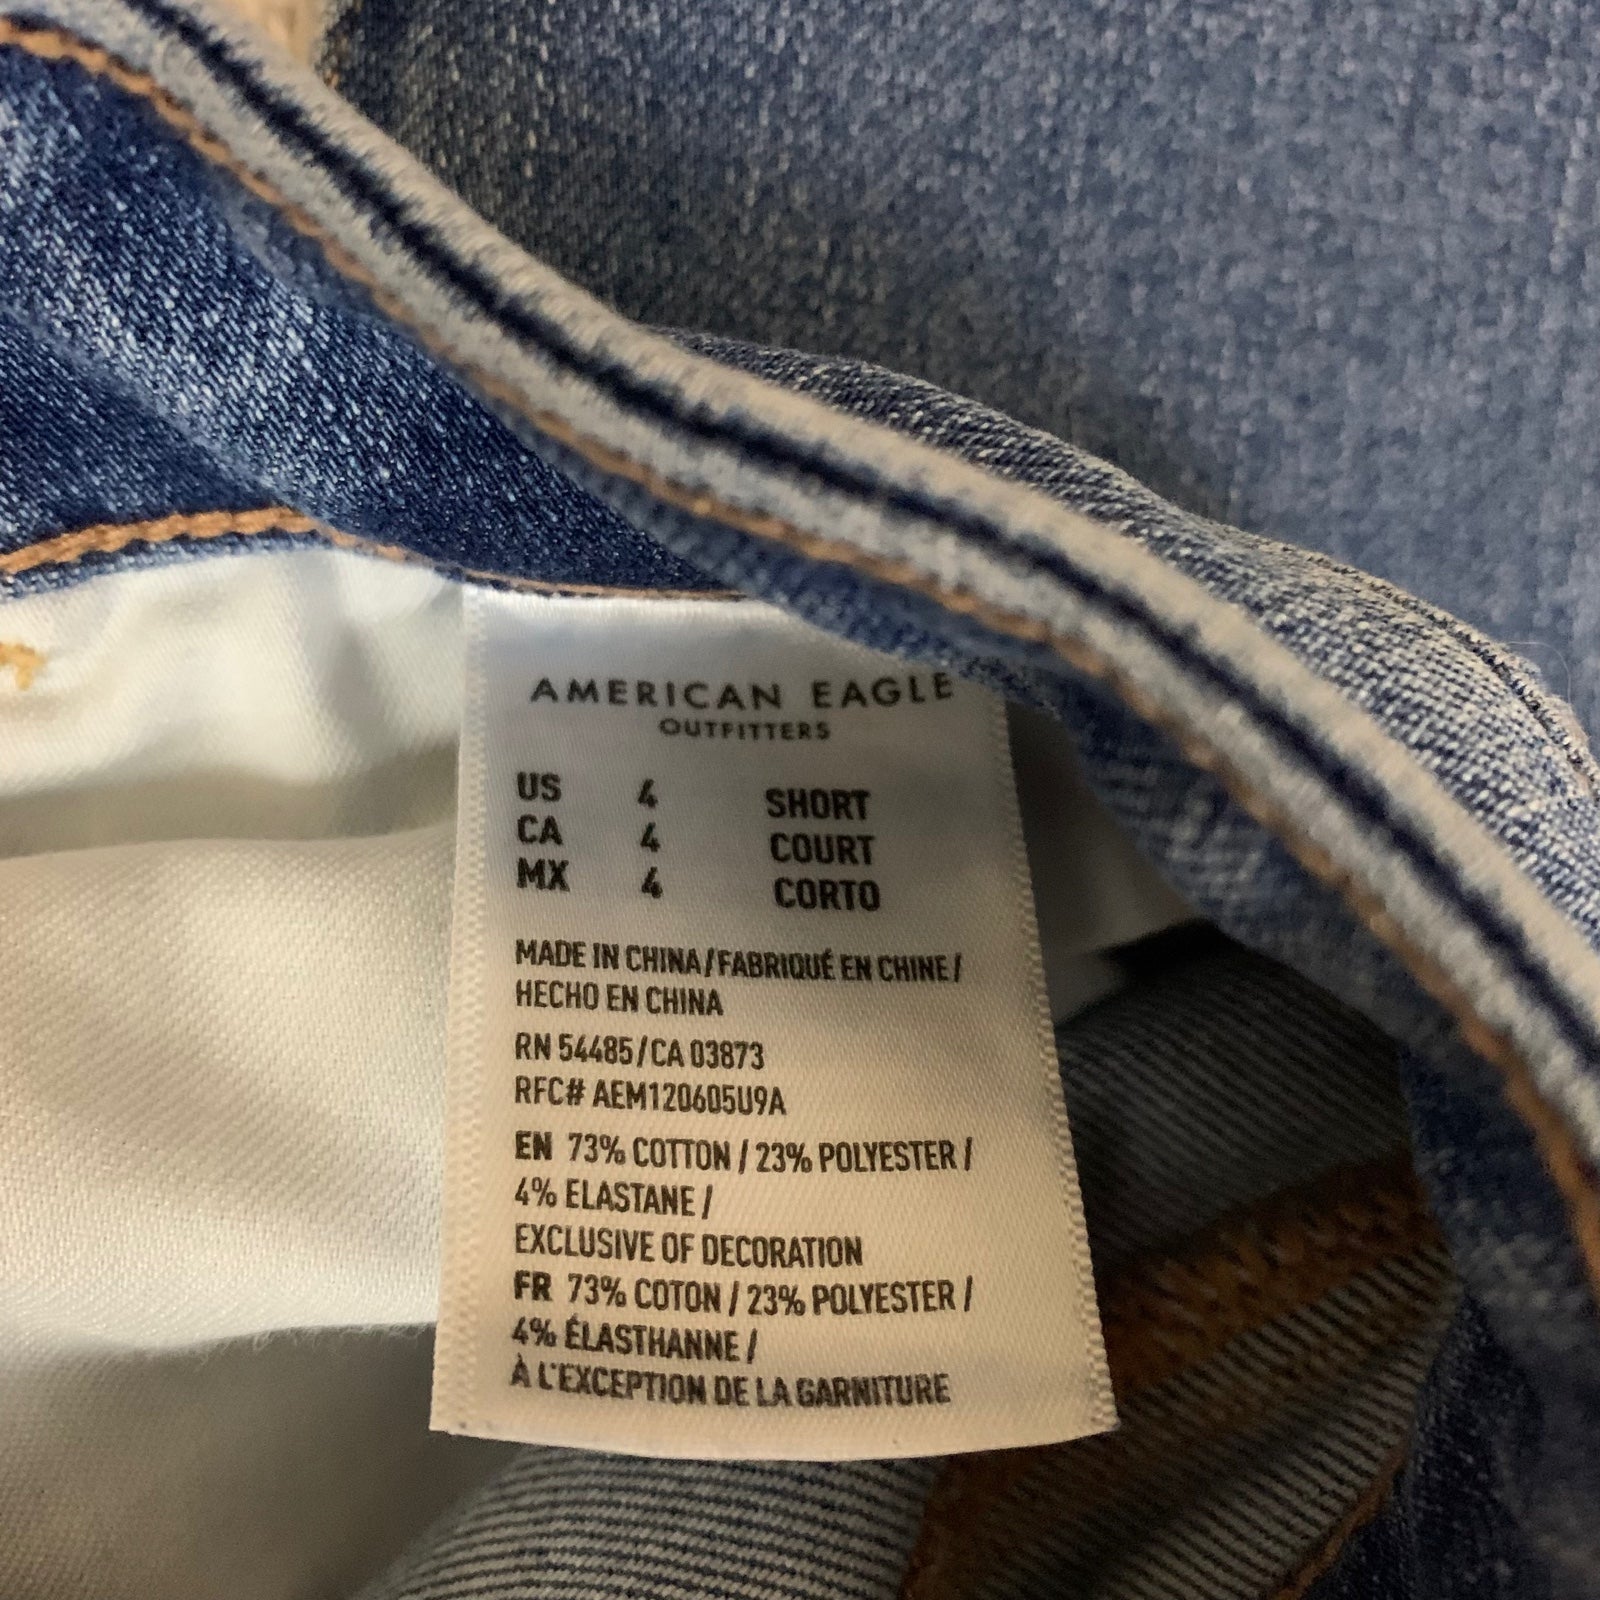 AMERICAN EAGLE
OUTFITTERS
US 4 SHORT
CA 4 COURT
MX 4 CORTO
MADE IN CHINA/FABRIQUÉ EN CHINE/
HECHO EN CHINA
RN 54485/CA 03873
RFC# AEM120605U9A
EN 73% COTTON / 23% POLYESTER /
4% ELASTANE /
EXCLUSIVE OF DECORATION
FR 73% COTON / 23% POLYESTER /
4% ÉLASTHANNE /
À L'EXCEPTION DE LA GARNITURE